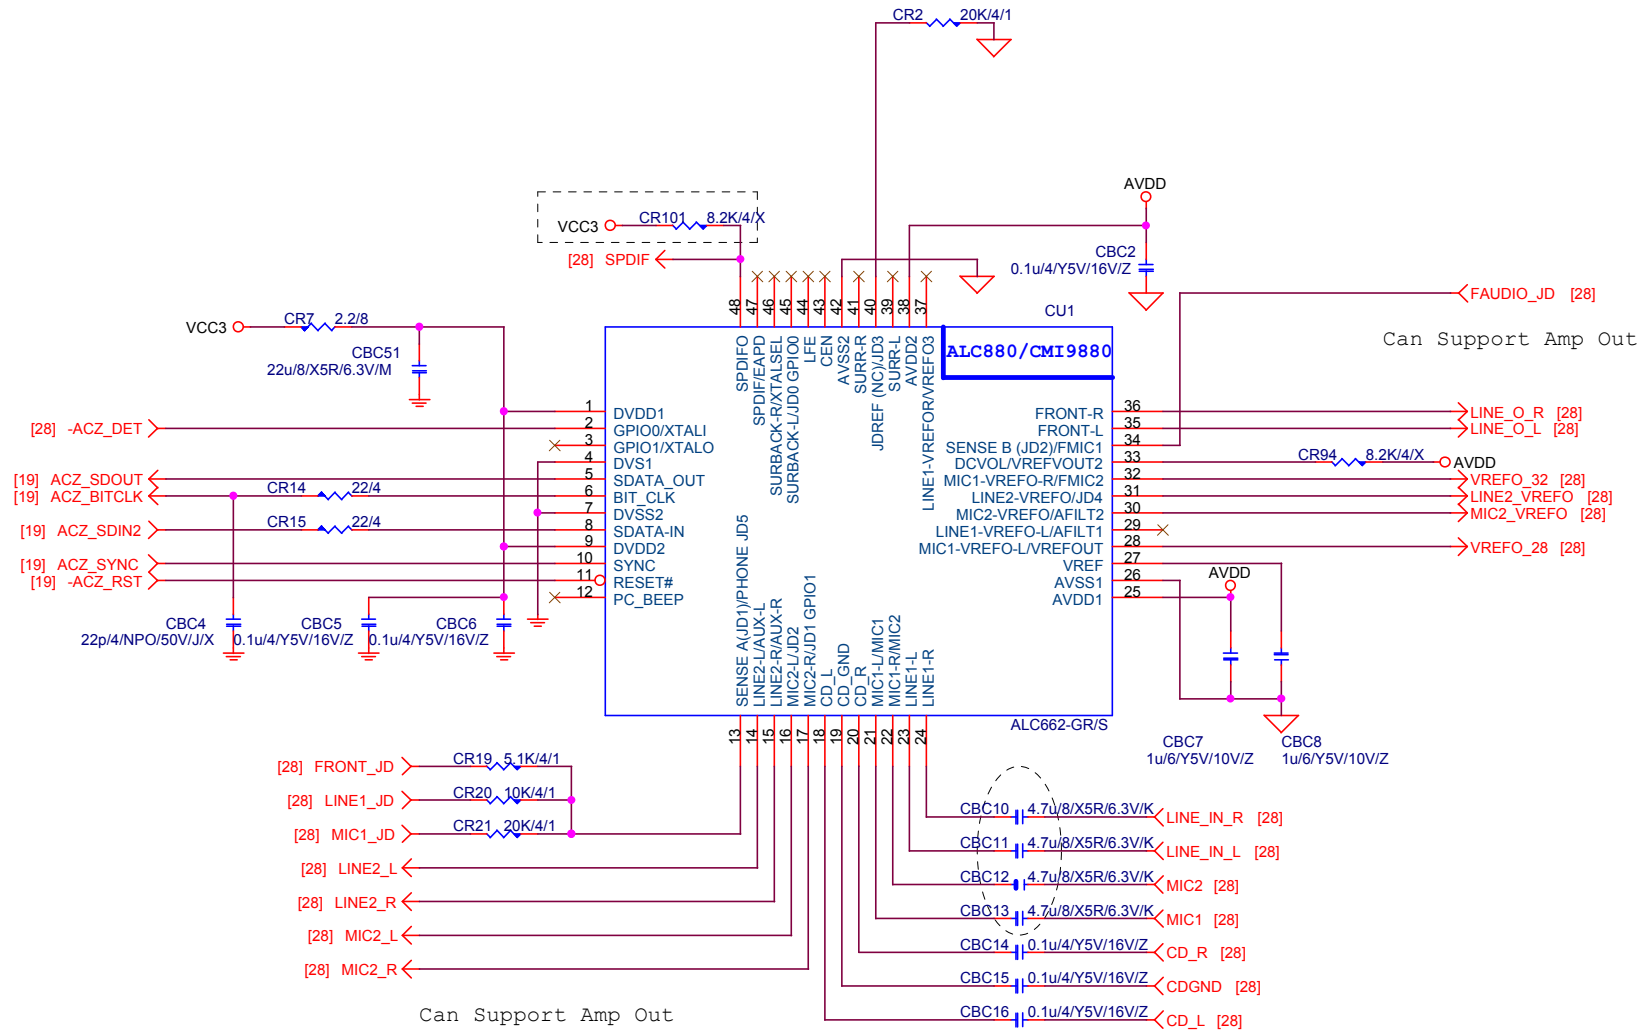 CR2 20K/4/1
AVDD
VCC3 CR101 8.2K/4/X
[28] SPDIF
CBC2
0.1u/4/Y5V/16V/Z
48 47 46 45 44 43 42 41 40 39 38 37
CU1
FAUDIO_JD [28]
Can Support Amp Out
VCC3 CR7 2.2/8
CBC51
22u/8/X5R/6.3V/M
ALC880/CMI9880
SPDIFO
SPDIF/EAPD
SURBACK-R/XTALSEL
SURBACK-L/JD0 GPIO0
LFE
CEN
AVSS2
SURR-R
JDREF (NC)/JD3
SURR-L
AVDD2
LINE1-VREFOR/VREFO3
1 DVDD1
[28] -ACZ_DET 2 GPIO0/XTALI
3 GPIO1/XTALO
4 DVS1
[19] ACZ_SDOUT 5 SDATA_OUT
[19] ACZ_BITCLK CR14 22/4 6 BIT_CLK
7 DVSS2
[19] ACZ_SDIN2 CR15 22/4 8 SDATA-IN
9 DVDD2
[19] ACZ_SYNC 10 SYNC
[19] -ACZ_RST 11 RESET#
12 PC_BEEP
FRONT-R 36 LINE_O_R [28]
FRONT-L 35 LINE_O_L [28]
SENSE B (JD2)/FMIC1 34
DCVOL/VREFVOUT2 33 CR94 8.2K/4/X AVDD
MIC1-VREFO-R/FMIC2 32 VREFO_32 [28]
LINE2-VREFO/JD4 31 LINE2_VREFO [28]
MIC2-VREFO/AFILT2 30 MIC2_VREFO [28]
LINE1-VREFO-L/AFILT1 29
MIC1-VREFO-L/VREFOUT 28 VREFO_28 [28]
VREF 27
AVSS1 26 AVDD
AVDD1 25
CBC4
22p/4/NPO/50V/J/X
CBC5
0.1u/4/Y5V/16V/Z
CBC6
0.1u/4/Y5V/16V/Z
SENSE A(JD1)/PHONE JD5
LINE2-L/AUX-L
LINE2-R/AUX-R
MIC2-L/JD2
MIC2-R/JD1 GPIO1
CD_L
CD_GND
CD_R
MIC1-L/MIC1
MIC1-R/MIC2
LINE1-L
LINE1-R
ALC662-GR/S
13 14 15 16 17 18 19 20 21 22 23 24
CBC7
1u/6/Y5V/10V/Z
CBC8
1u/6/Y5V/10V/Z
[28] FRONT_JD CR19 5.1K/4/1
[28] LINE1_JD CR20 10K/4/1
[28] MIC1_JD CR21 20K/4/1
[28] LINE2_L
[28] LINE2_R
[28] MIC2_L
[28] MIC2_R
CBC10 4.7u/8/X5R/6.3V/K LINE_IN_R [28]
CBC11 4.7u/8/X5R/6.3V/K LINE_IN_L [28]
CBC12 4.7u/8/X5R/6.3V/K MIC2 [28]
CBC13 4.7u/8/X5R/6.3V/K MIC1 [28]
CBC14 0.1u/4/Y5V/16V/Z CD_R [28]
CBC15 0.1u/4/Y5V/16V/Z CDGND [28]
CBC16 0.1u/4/Y5V/16V/Z CD_L [28]
Can Support Amp Out